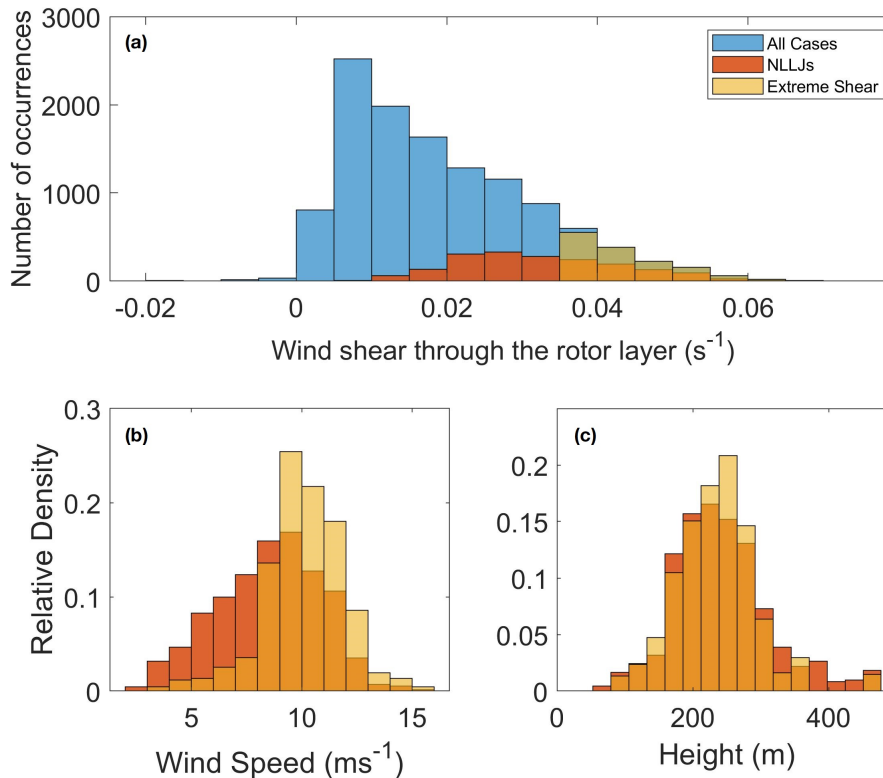 3000
2000
1000
0
Number of occurrences
(a)
All Cases
NLLJs
Extreme Shear
-0.02 0 0.02 0.04 0.06
Wind shear through the rotor layer (s⁻¹)
0.3
0.2
0.1
0
Relative Density
(b)
5 10 15
Wind Speed (ms⁻¹)
0.2
0.15
0.1
0.05
0
(c)
0 200 400
Height (m)